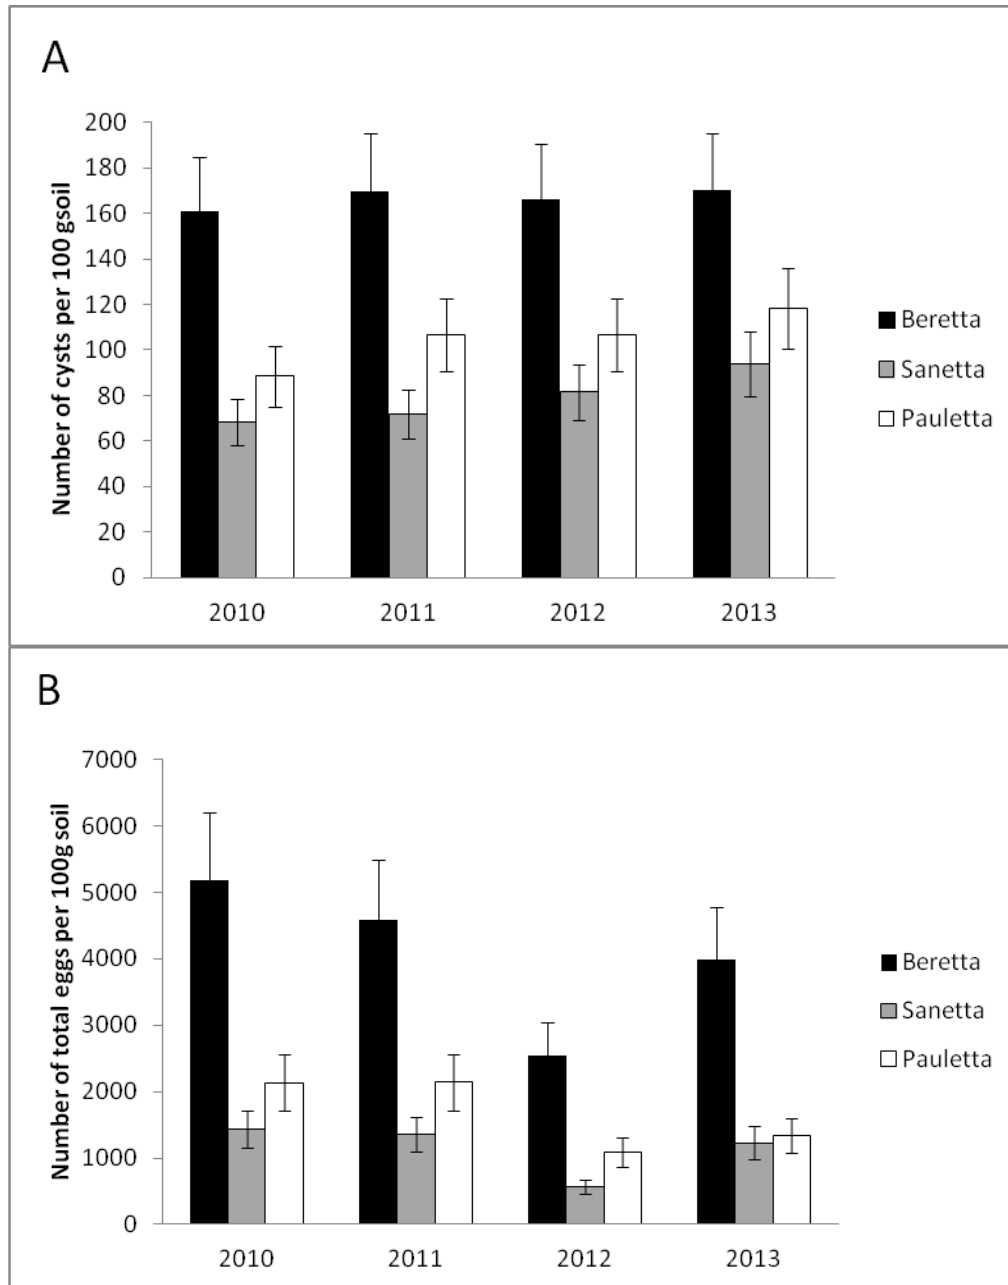 A
Number of cysts per 100 gsoil
200
180
160
140
120
100
80
60
40
20
0
2010 2011 2012 2013
Beretta
Sanetta
Pauletta
B
Number of total eggs per 100g soil
7000
6000
5000
4000
3000
2000
1000
0
2010 2011 2012 2013
Beretta
Sanetta
Pauletta